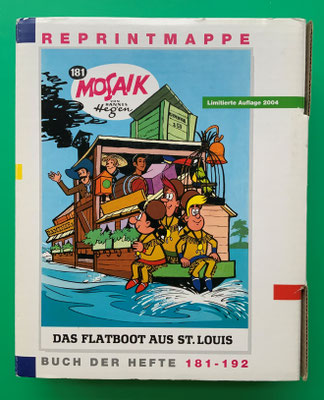 REPRINTMAPPE
181
MOSAIK
VON
HANNES
Hegen
Limitierte Auflage 2004
DAS FLATBOOT AUS ST. LOUIS
BUCH DER HEFTE 181-192